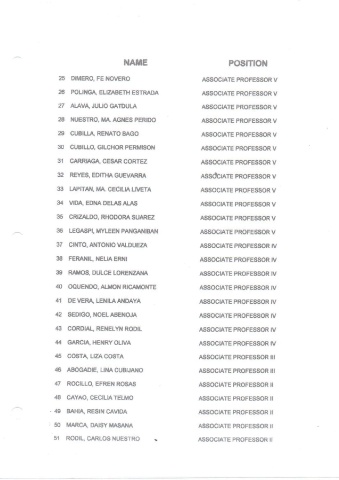 NAME POSITION
25 DIMERO, FE NOVERO ASSOCIATE PROFESSOR V
26 POLINGA, ELIZABETH ESTRADA ASSOCIATE PROFESSOR V
27 ALAVA, JULIO GATDULA ASSOCIATE PROFESSOR V
28 NUESTRO, MA. AGNES PERIDO ASSOCIATE PROFESSOR V
29 CUBILLA, RENATO BAGO ASSOCIATE PROFESSOR V
30 CUBILLO, GILCHOR PERMISON ASSOCIATE PROFESSOR V
31 CARRIAGA, CESAR CORTEZ ASSOCIATE PROFESSOR V
32 REYES, EDITHA GUEVARRA ASSOCIATE PROFESSOR V
33 LAPITAN, MA. CECILIA LIVETA ASSOCIATE PROFESSOR V
34 VIDA, EDNA DELAS ALAS ASSOCIATE PROFESSOR V
35 CRIZALDO, RHODORA SUAREZ ASSOCIATE PROFESSOR V
36 LEGASPI, MYLEEN PANGANIBAN ASSOCIATE PROFESSOR V
37 CINTO, ANTONIO VALDUEZA ASSOCIATE PROFESSOR IV
38 FERANIL, NELIA ERNI ASSOCIATE PROFESSOR IV
39 RAMOS, DULCE LORENZANA ASSOCIATE PROFESSOR IV
40 OQUENDO, ALMON RICAMONTE ASSOCIATE PROFESSOR IV
41 DE VERA, LENILA ANDAYA ASSOCIATE PROFESSOR IV
42 SEDIGO, NOEL ASENOJA ASSOCIATE PROFESSOR IV
43 CORDIAL, RENELYN RODIL ASSOCIATE PROFESSOR IV
44 GARCIA, HENRY OLIVA ASSOCIATE PROFESSOR IV
45 COSTA, LIZA COSTA ASSOCIATE PROFESSOR III
46 ABOGADIE, LINA CUBIJANO ASSOCIATE PROFESSOR III
47 ROCILLO, EFREN ROSAS ASSOCIATE PROFESSOR II
48 CAYAO, CECILIA TELMO ASSOCIATE PROFESSOR II
49 BAHIA, RESIN CAVIDA ASSOCIATE PROFESSOR II
50 MARCA, DAISY MASANA ASSOCIATE PROFESSOR II
51 RODIL, CARLOS NUESTRO ASSOCIATE PROFESSOR II